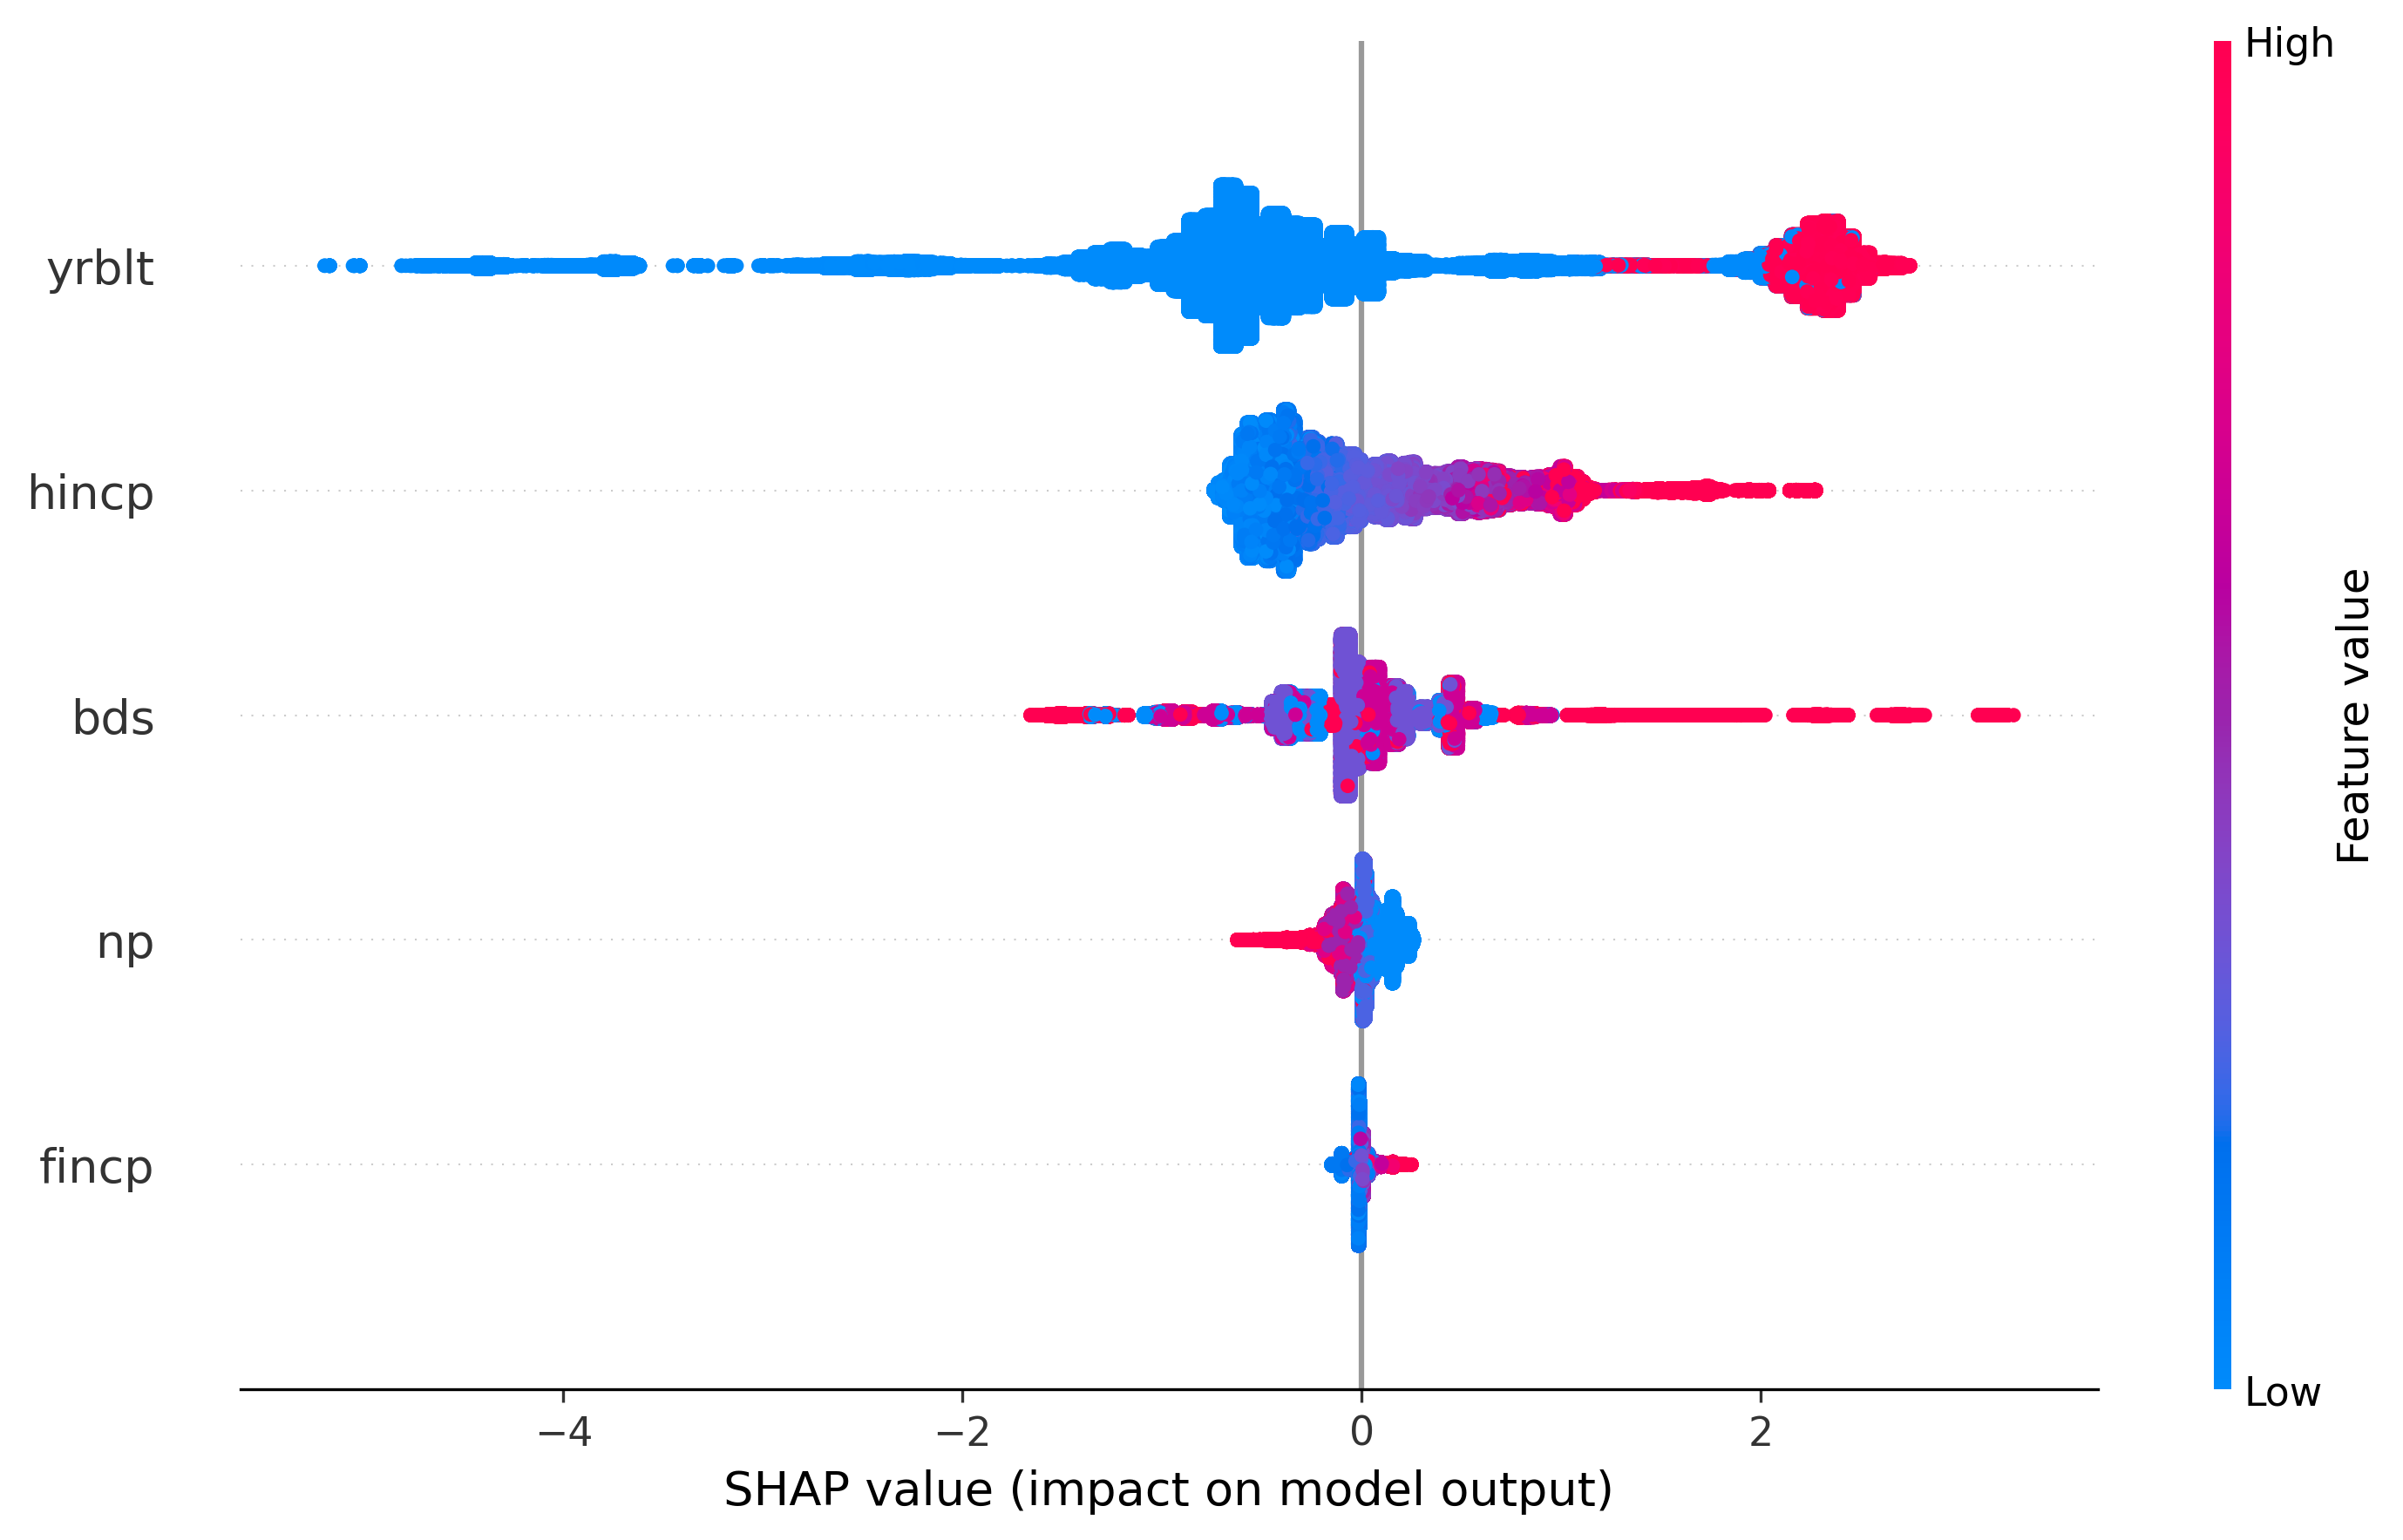 High
yrblt
hincp
bds
np
fincp
Feature value
Low
−4 −2 0 2
SHAP value (impact on model output)